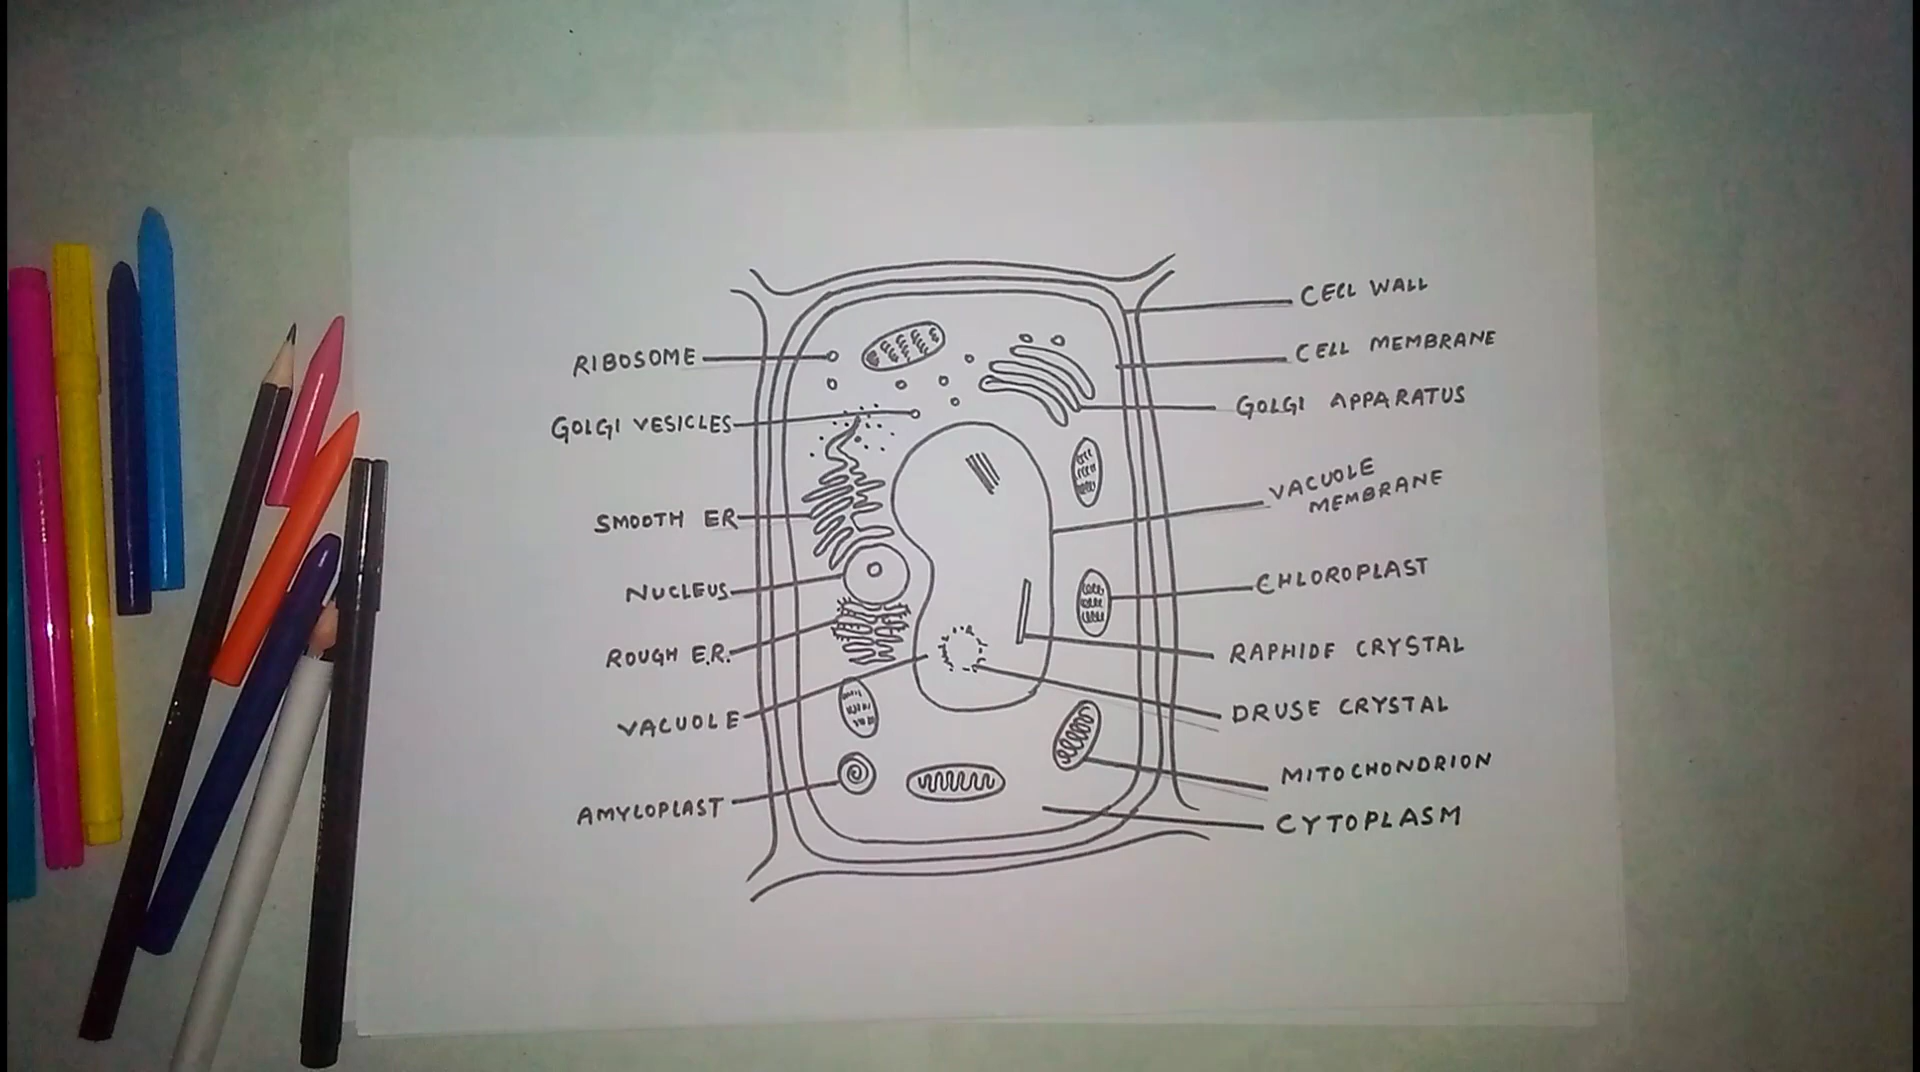 RIBOSOME
GOLGI VESICLES
SMOOTH ER
NUCLEUS
ROUGH E.R.
VACUOLE
AMYLOPLAST
CELL WALL
CELL MEMBRANE
GOLGI APPARATUS
VACUOLE
MEMBRANE
CHLOROPLAST
RAPHIDE CRYSTAL
DRUSE CRYSTAL
MITOCHONDRION
CYTOPLASM